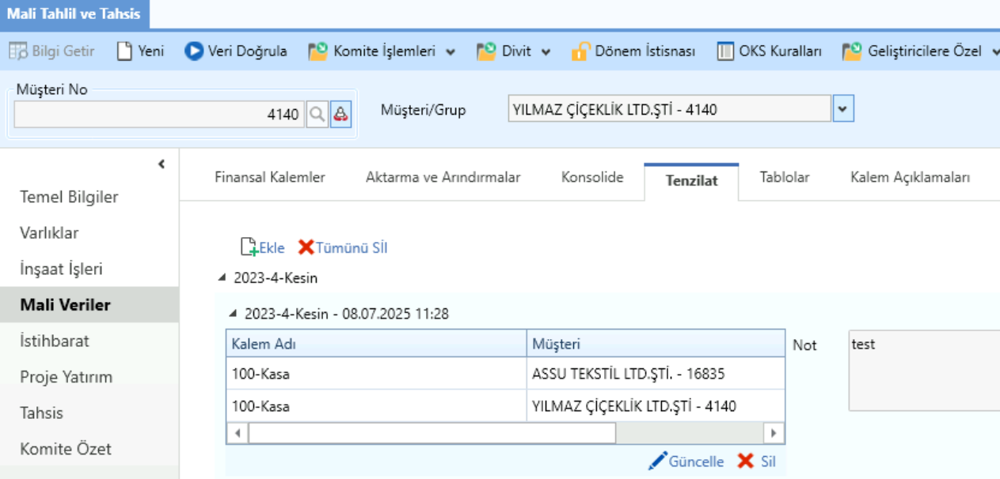 Mali Tahlil ve Tahsis
Bilgi Getir Yeni Veri Doğrula Komite İşlemleri Divit Dönem İstisnası OKS Kuralları Geliştiricilere Özel
Müşteri No
4140 Müşteri/Grup YILMAZ ÇİÇEKLİK LTD.ŞTİ - 4140
Temel Bilgiler
Varlıklar
İnşaat İşleri
Mali Veriler
İstihbarat
Proje Yatırım
Tahsis
Komite Özet
Finansal Kalemler Aktarma ve Arındırmalar Konsolide Tenzilat Tablolar Kalem Açıklamaları
Ekle Tümünü SİI
2023-4-Kesin
2023-4-Kesin - 08.07.2025 11:28
Kalem Adı Müşteri
100-Kasa ASSU TEKSTİL LTD.ŞTİ. - 16835
100-Kasa YILMAZ ÇİÇEKLİK LTD.ŞTİ - 4140
Not test
Güncelle Sil